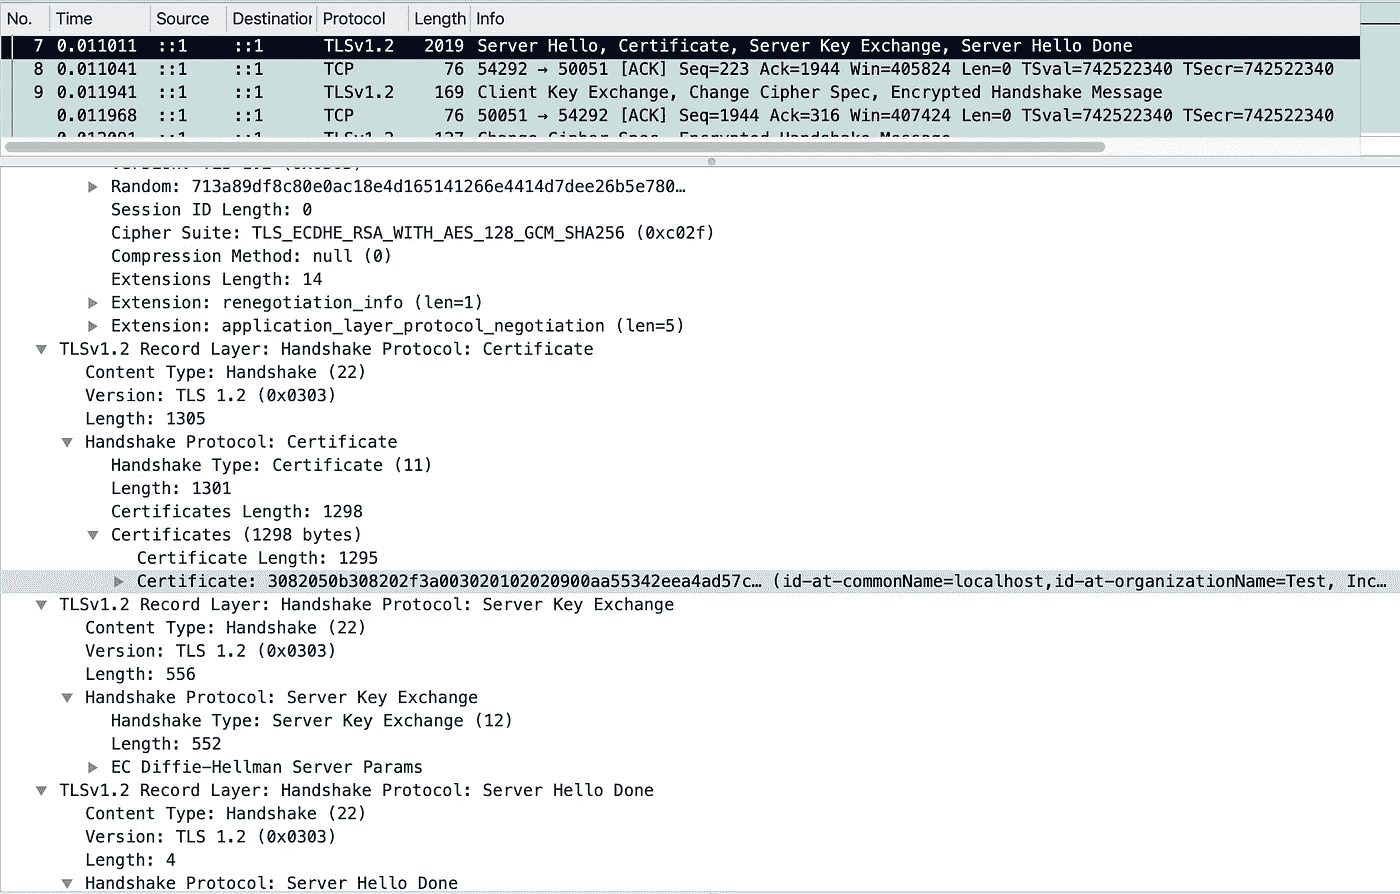 No. Time Source Destination Protocol Length Info
7 0.011011 ::1 ::1 TLSv1.2 2019 Server Hello, Certificate, Server Key Exchange, Server Hello Done
8 0.011041 ::1 ::1 TCP 76 54292 → 50051 [ACK] Seq=223 Ack=1944 Win=405824 Len=0 TSval=742522340 TSecr=742522340
9 0.011941 ::1 ::1 TLSv1.2 169 Client Key Exchange, Change Cipher Spec, Encrypted Handshake Message
0.011968 ::1 ::1 TCP 76 50051 → 54292 [ACK] Seq=1944 Ack=316 Win=407424 Len=0 TSval=742522340 TSecr=742522340
Random: 713a89df8c80e0ac18e4d165141266e4414d7dee26b5e780…
Session ID Length: 0
Cipher Suite: TLS_ECDHE_RSA_WITH_AES_128_GCM_SHA256 (0xc02f)
Compression Method: null (0)
Extensions Length: 14
Extension: renegotiation_info (len=1)
Extension: application_layer_protocol_negotiation (len=5)
TLSv1.2 Record Layer: Handshake Protocol: Certificate
Content Type: Handshake (22)
Version: TLS 1.2 (0x0303)
Length: 1305
Handshake Protocol: Certificate
Handshake Type: Certificate (11)
Length: 1301
Certificates Length: 1298
Certificates (1298 bytes)
Certificate Length: 1295
Certificate: 3082050b308202f3a003020102020900aa55342eea4ad57c… (id-at-commonName=localhost,id-at-organizationName=Test, Inc…
TLSv1.2 Record Layer: Handshake Protocol: Server Key Exchange
Content Type: Handshake (22)
Version: TLS 1.2 (0x0303)
Length: 556
Handshake Protocol: Server Key Exchange
Handshake Type: Server Key Exchange (12)
Length: 552
EC Diffie-Hellman Server Params
TLSv1.2 Record Layer: Handshake Protocol: Server Hello Done
Content Type: Handshake (22)
Version: TLS 1.2 (0x0303)
Length: 4
Handshake Protocol: Server Hello Done